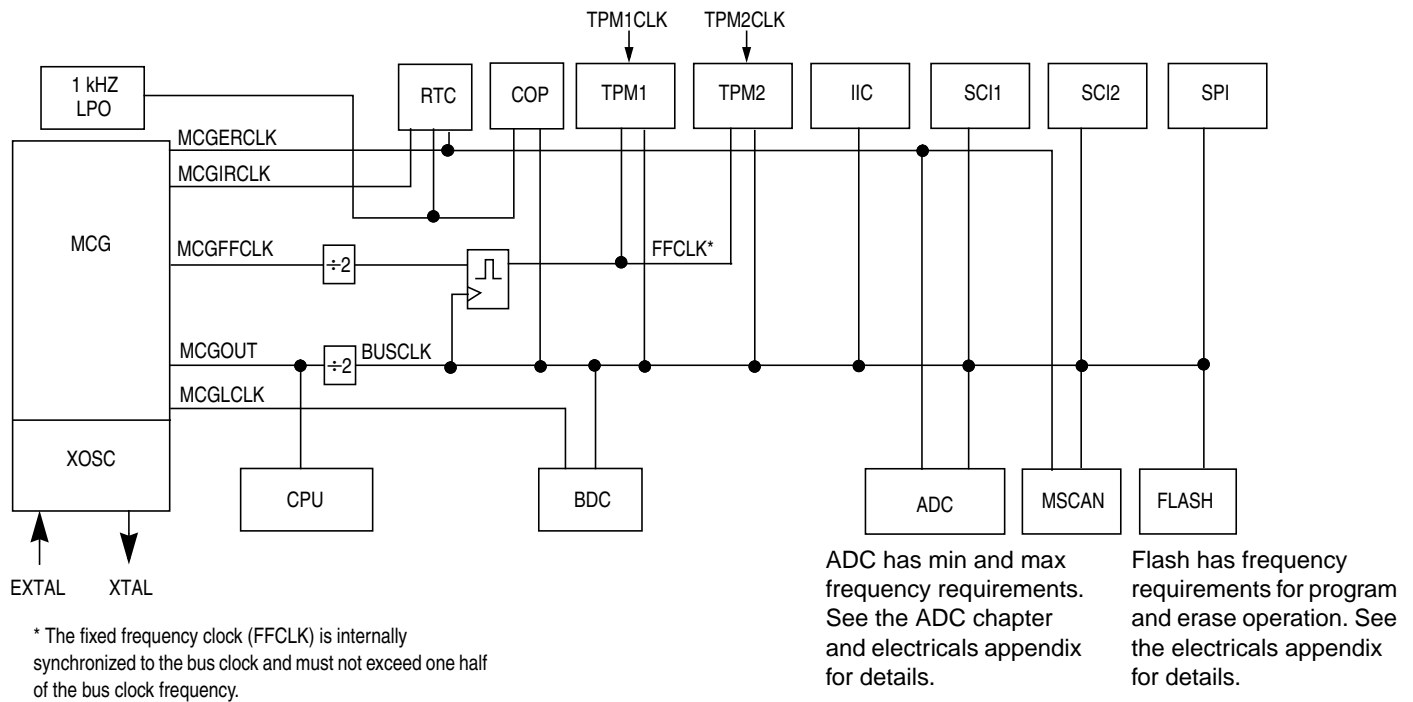 TPM1CLK TPM2CLK
1 kHZ
LPO
RTC COP TPM1 TPM2 IIC SCI1 SCI2 SPI
MCGERCLK
MCGIRCLK
MCG
MCGFFCLK ÷2 FFCLK*
MCGOUT ÷2 BUSCLK
MCGLCLK
XOSC
CPU BDC ADC MSCAN FLASH
EXTAL XTAL
ADC has min and max
frequency requirements.
See the ADC chapter
and electricals appendix
for details.
Flash has frequency
requirements for program
and erase operation. See
the electricals appendix
for details.
* The fixed frequency clock (FFCLK) is internally
synchronized to the bus clock and must not exceed one half
of the bus clock frequency.